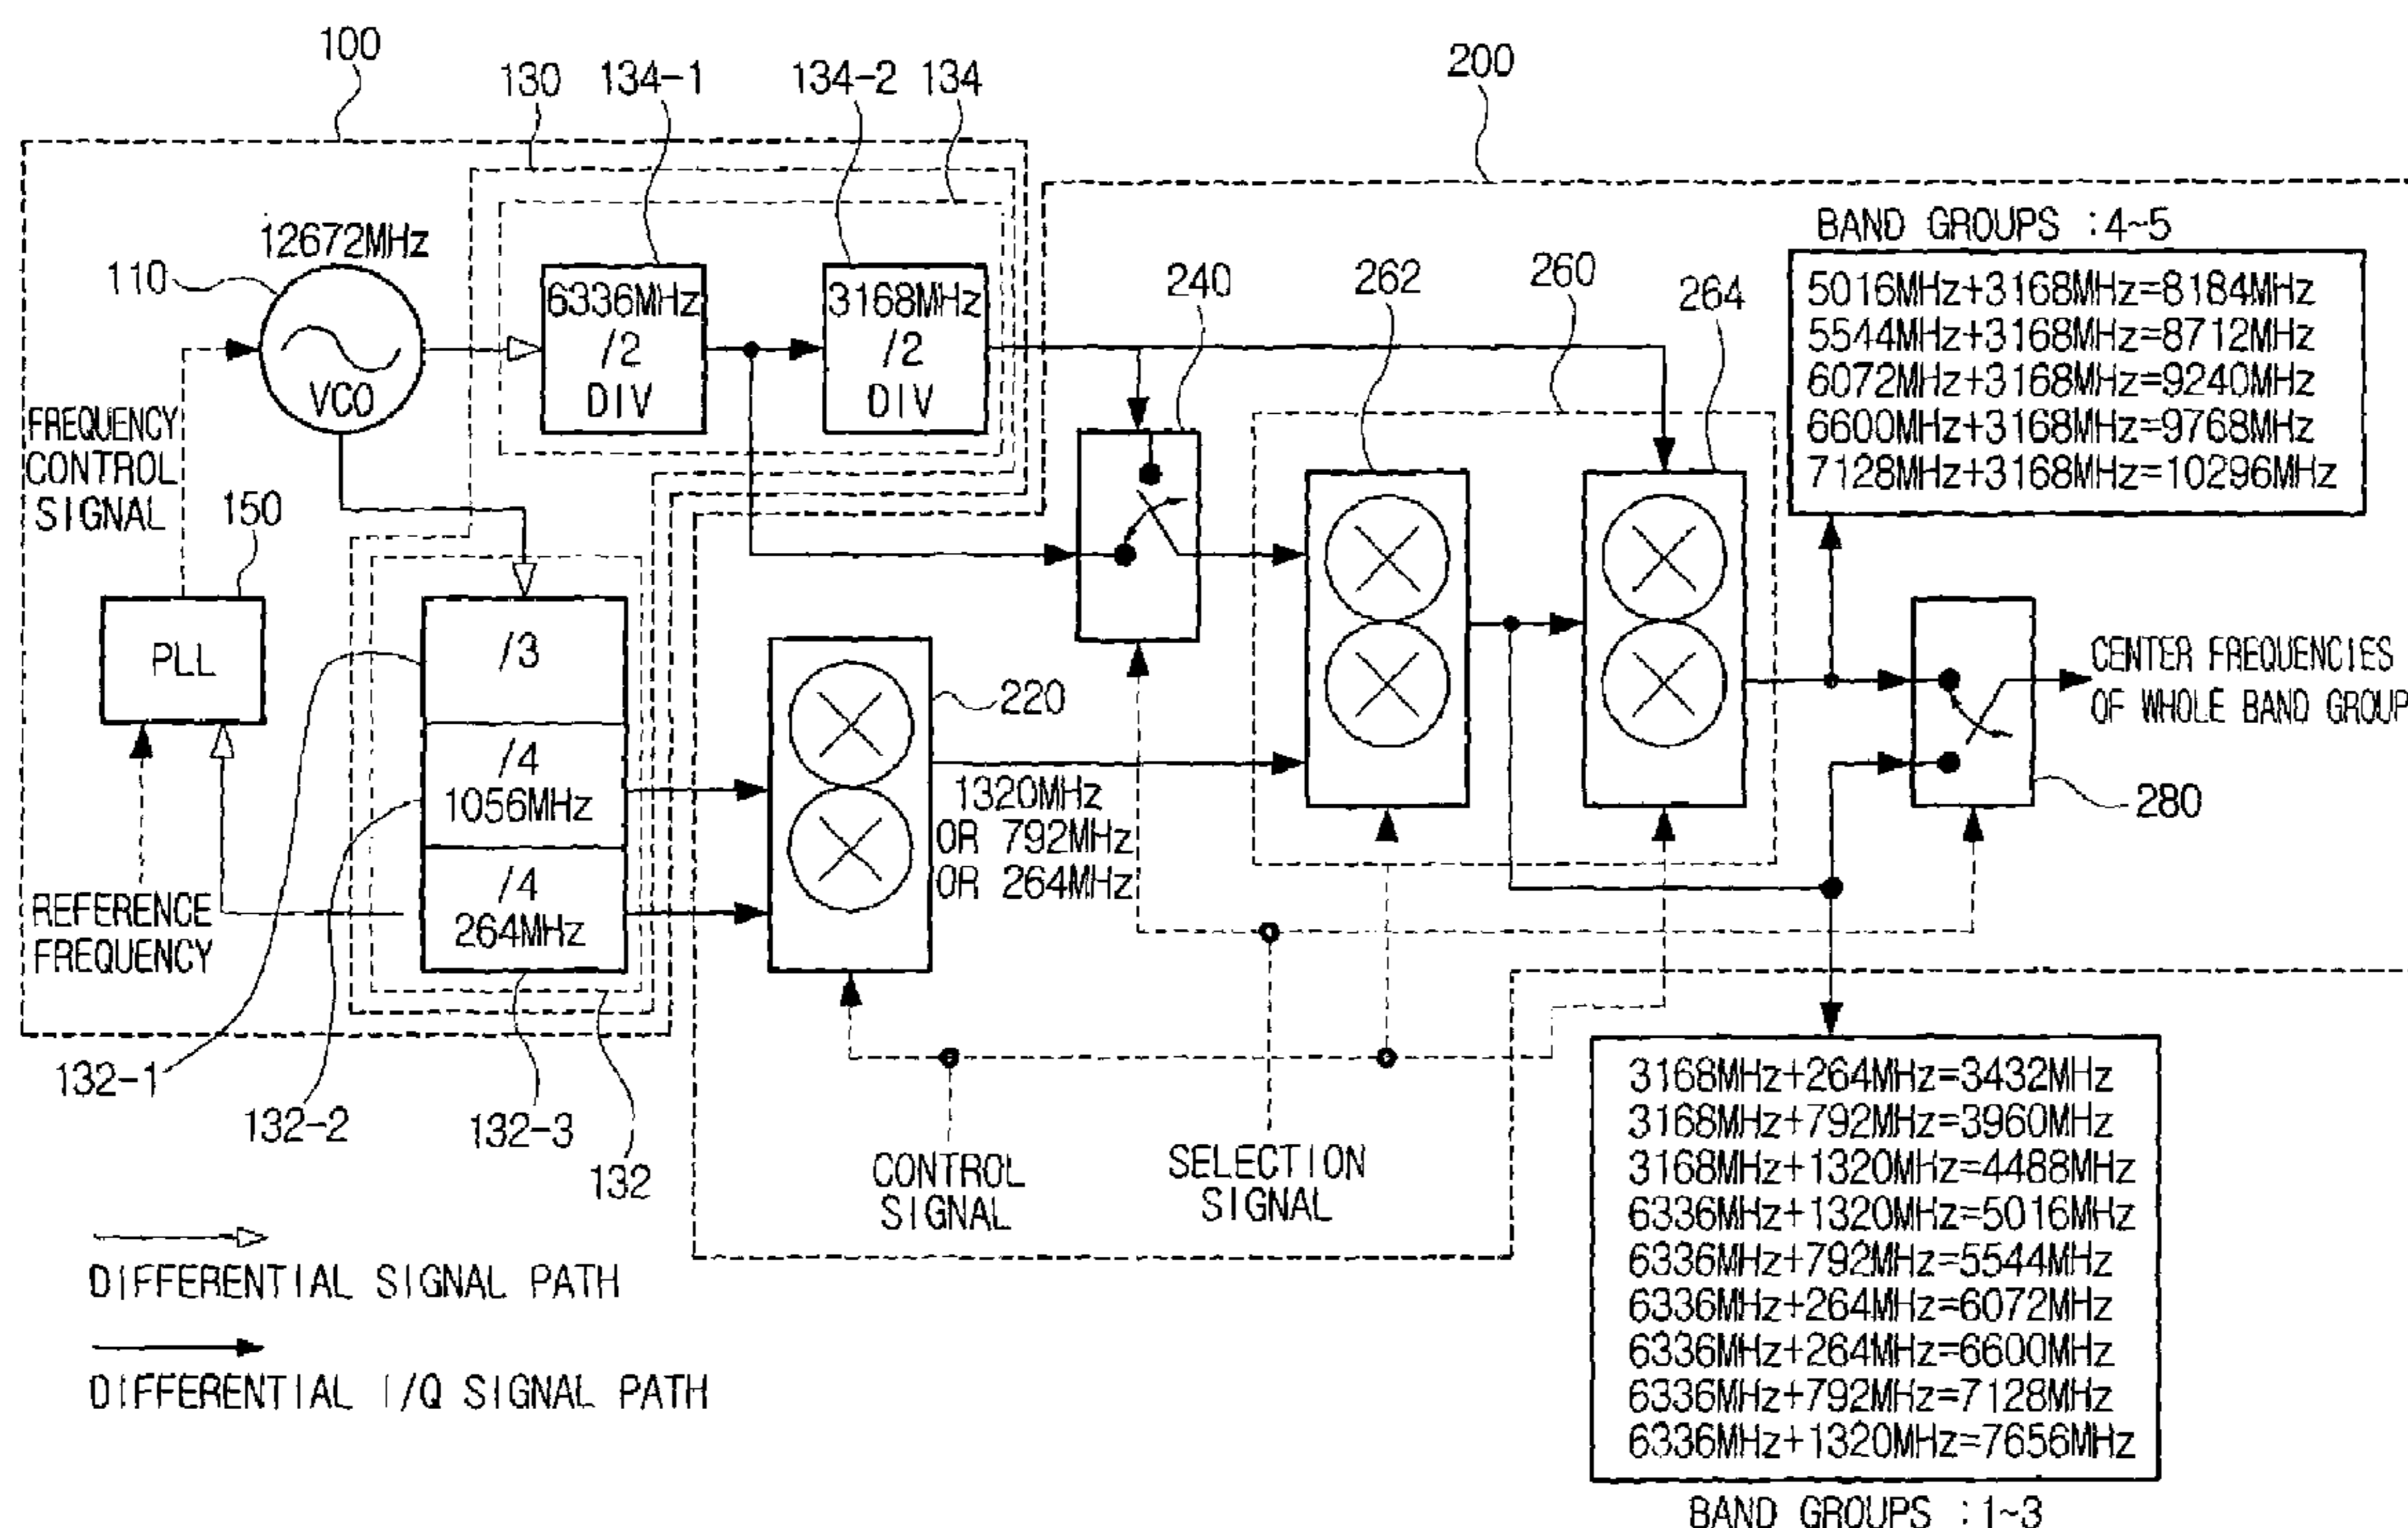 100
130
134-1
134-2
134
200
12672MHz
110
VCO
6336MHz
/2
DIV
3168MHz
/2
DIV
240
262
260
264
BAND GROUPS :4~5
5016MHz+3168MHz=8184MHz
5544MHz+3168MHz=8712MHz
6072MHz+3168MHz=9240MHz
6600MHz+3168MHz=9768MHz
7128MHz+3168MHz=10296MHz
FREQUENCY
CONTROL
SIGNAL
150
PLL
REFERENCE
FREQUENCY
/3
/4
1056MHz
/4
264MHz
220
1320MHz
OR 792MHz
OR 264MHz
CENTER FREQUENCIES
OF WHOLE BAND GROUP
280
132-1
132-2
132-3
132
CONTROL
SIGNAL
SELECTION
SIGNAL
DIFFERENTIAL SIGNAL PATH
DIFFERENTIAL I/Q SIGNAL PATH
3168MHz+264MHz=3432MHz
3168MHz+792MHz=3960MHz
3168MHz+1320MHz=4488MHz
6336MHz+1320MHz=5016MHz
6336MHz+792MHz=5544MHz
6336MHz+264MHz=6072MHz
6336MHz+264MHz=6600MHz
6336MHz+792MHz=7128MHz
6336MHz+1320MHz=7656MHz
BAND GROUPS :1~3